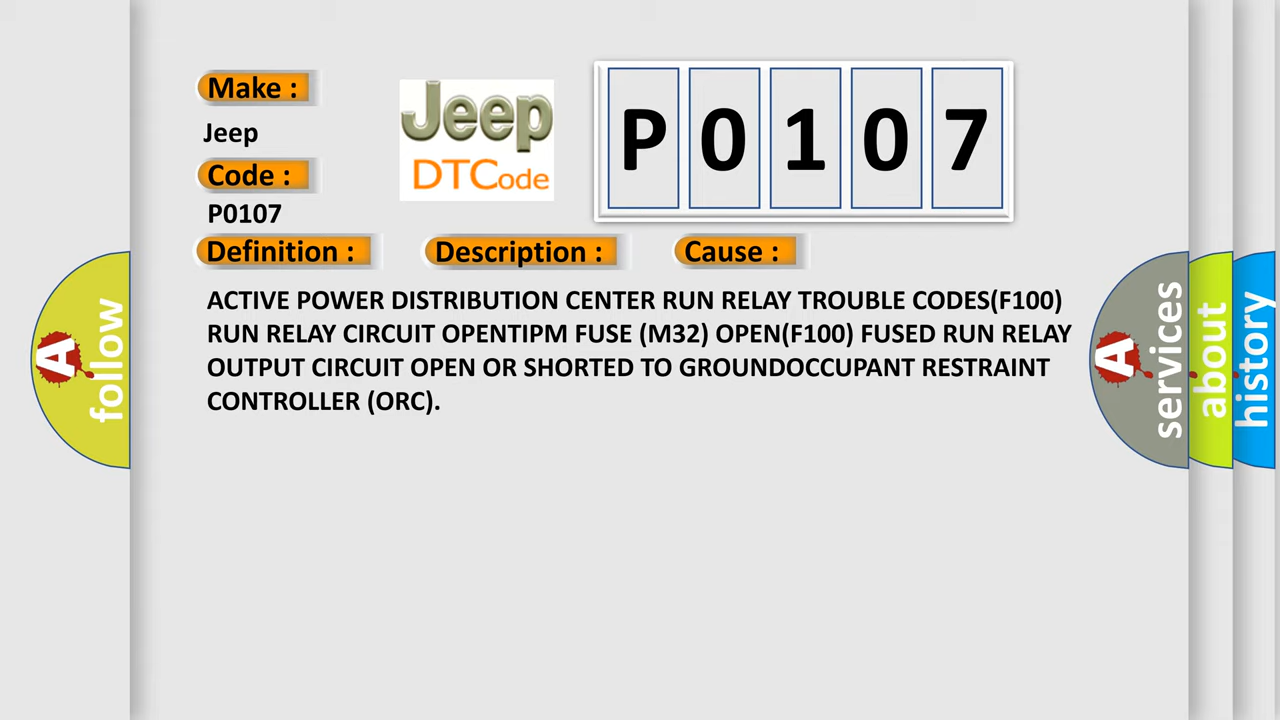 Make :
Jeep
Code :
P0107
Jeep
DTCode
P0107
Definition :
Description :
Cause :
ACTIVE POWER DISTRIBUTION CENTER RUN RELAY TROUBLE CODES(F100)
RUN RELAY CIRCUIT OPENTIPM FUSE (M32) OPEN(F100) FUSED RUN RELAY
OUTPUT CIRCUIT OPEN OR SHORTED TO GROUNDOCCUPANT RESTRAINT
CONTROLLER (ORC).
A
follow
A
services
about
history